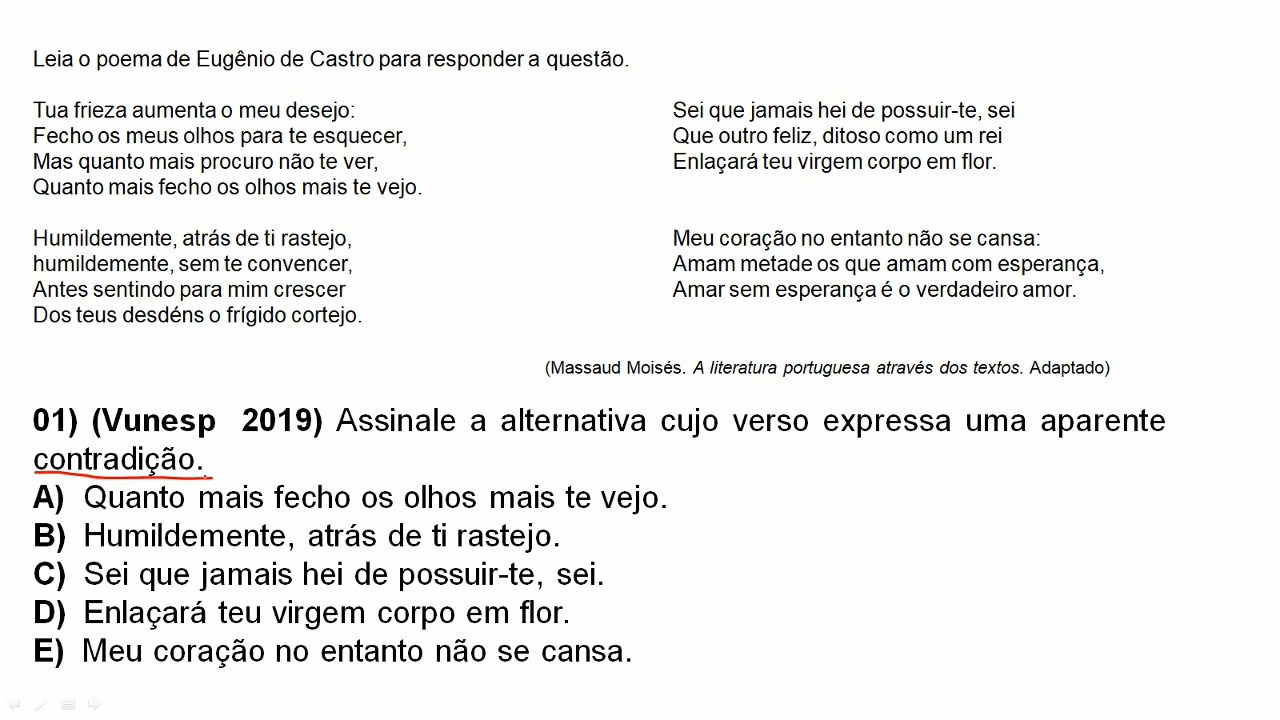 Leia o poema de Eugênio de Castro para responder a questão.
Tua frieza aumenta o meu desejo:
Fecho os meus olhos para te esquecer,
Mas quanto mais procuro não te ver,
Quanto mais fecho os olhos mais te vejo.
Humildemente, atrás de ti rastejo,
humildemente, sem te convencer,
Antes sentindo para mim crescer
Dos teus desdéns o frígido cortejo.
Sei que jamais hei de possuir-te, sei
Que outro feliz, ditoso como um rei
Enlaçará teu virgem corpo em flor.
Meu coração no entanto não se cansa:
Amam metade os que amam com esperança,
Amar sem esperança é o verdadeiro amor.
(Massaud Moisés. A literatura portuguesa através dos textos. Adaptado)
01) (Vunesp 2019) Assinale a alternativa cujo verso expressa uma aparente
contradição.
A) Quanto mais fecho os olhos mais te vejo.
B) Humildemente, atrás de ti rastejo.
C) Sei que jamais hei de possuir-te, sei.
D) Enlaçará teu virgem corpo em flor.
E) Meu coração no entanto não se cansa.